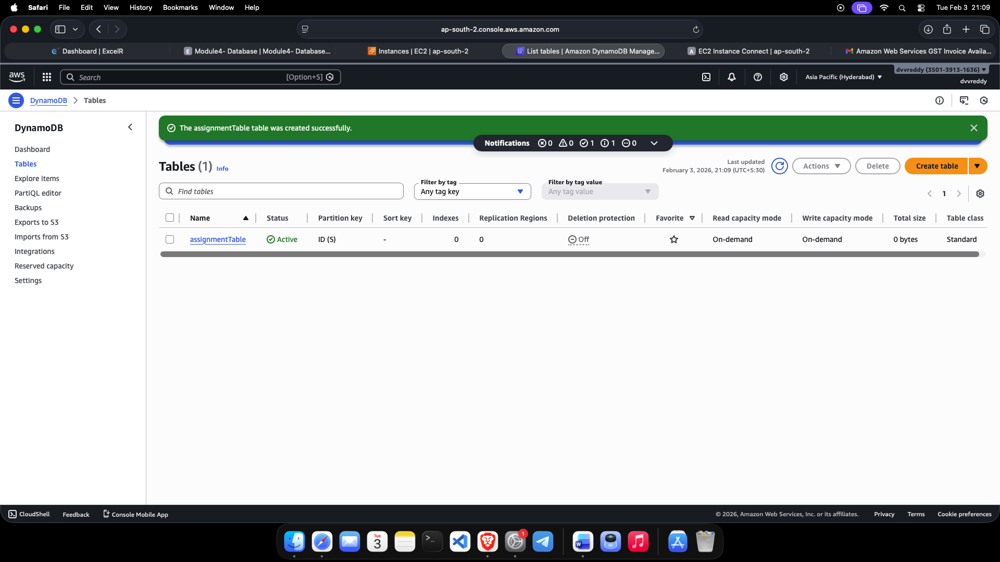 Safari File Edit View History Bookmarks Window Help Tue Feb 3 21:09
ap-south-2.console.aws.amazon.com
Dashboard | ExcelR
E Module4- Database | Module4- Database...
Instances | EC2 | ap-south-2
List tables | Amazon DynamoDB Manage...
A EC2 Instance Connect | ap-south-2
Amazon Web Services GST Invoice Availa...
aws
Search [Option+S]
Asia Pacific (Hyderabad)
dvvreddy (3501-3913-1636)
dvvreddy
DynamoDB Tables
DynamoDB
Dashboard
Tables
Explore items
PartiQL editor
Backups
Exports to S3
Imports from S3
Integrations
Reserved capacity
Settings
The assignmentTable table was created successfully.
Notifications 0 0 1 1 0
Tables (1) Info
Last updated
February 3, 2026, 21:09 (UTC+5:30)
Actions Delete Create table
Find tables
Filter by tag
Any tag key
Filter by tag value
Any tag value
1
Name Status Partition key Sort key Indexes Replication Regions Deletion protection Favorite Read capacity mode Write capacity mode Total size Table class
assignmentTable Active ID (S) - 0 0 Off On-demand On-demand 0 bytes Standard
CloudShell Feedback Console Mobile App © 2026, Amazon Web Services, Inc. or its affiliates. Privacy Terms Cookie preferences
Tue
3
1
W